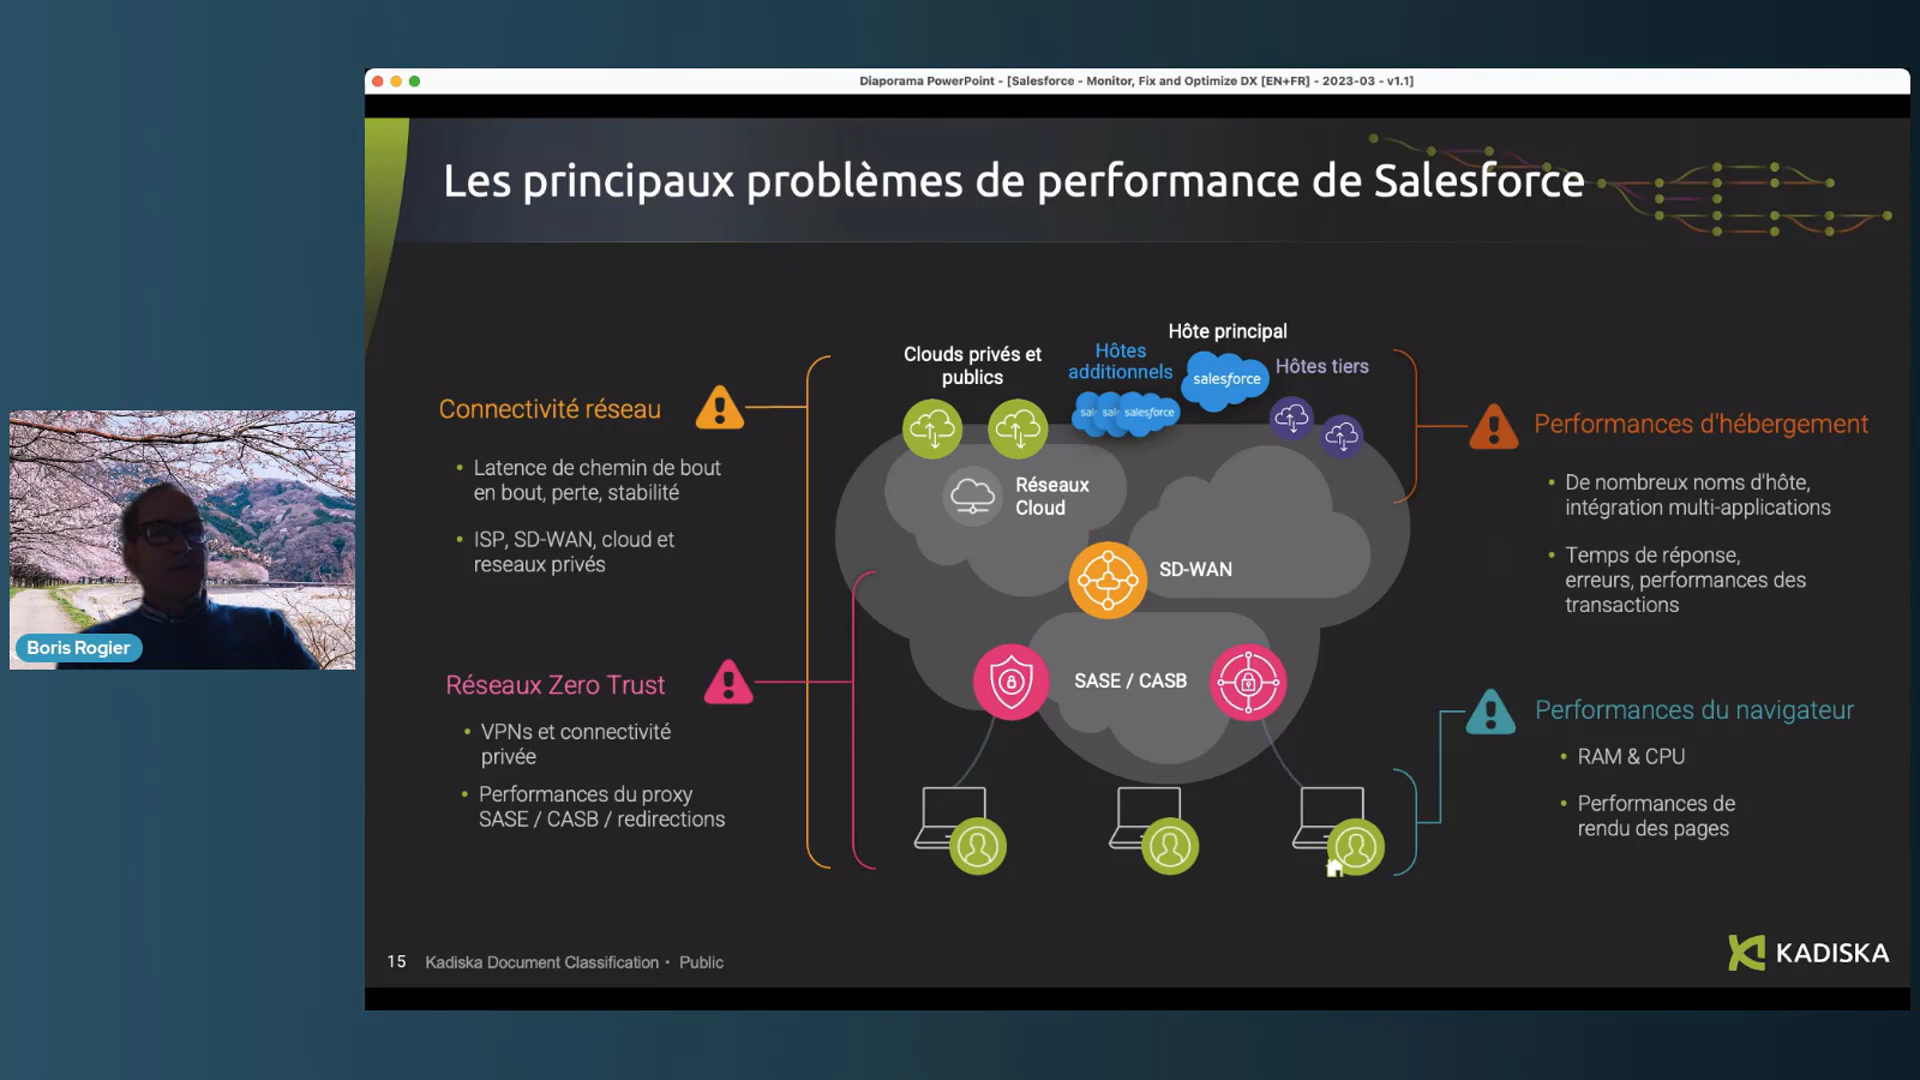 Diaporama PowerPoint - [Salesforce - Monitor, Fix and Optimize DX [EN+FR] - 2023-03 - v1.1]
Les principaux problèmes de performance de Salesforce
Connectivité réseau
• Latence de chemin de bout
en bout, perte, stabilité
• ISP, SD-WAN, cloud et
reseaux privés
Réseaux Zero Trust
• VPNs et connectivité
privée
• Performances du proxy
SASE / CASB / redirections
Clouds privés et
publics
Hôtes
additionnels
Hôte principal
Hôtes tiers
sal sal salesforce
salesforce
Réseaux
Cloud
SD-WAN
SASE / CASB
Performances d'hébergement
• De nombreux noms d'hôte,
intégration multi-applications
• Temps de réponse,
erreurs, performances des
transactions
Performances du navigateur
• RAM & CPU
• Performances de
rendu des pages
Boris Rogier
15 Kadiska Document Classification • Public
KADISKA